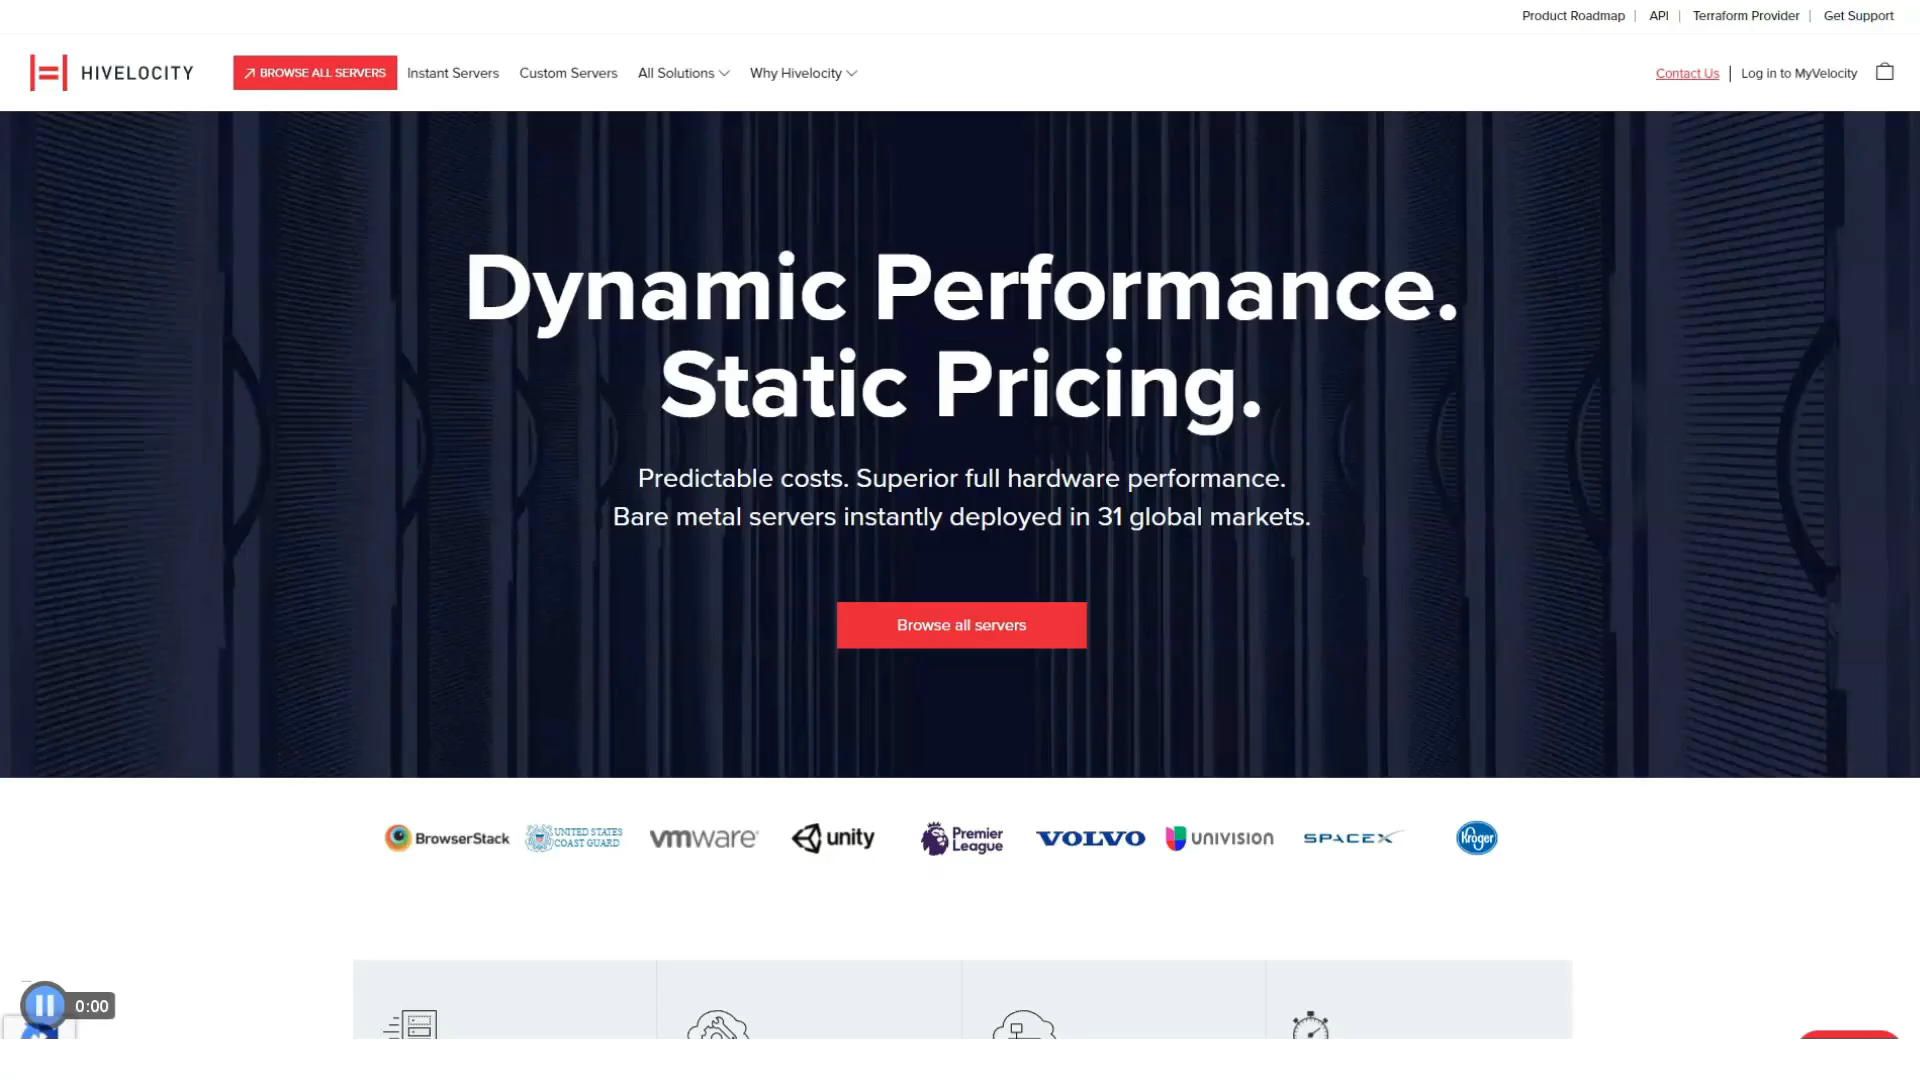 Product Roadmap | API | Terraform Provider | Get Support
HIVELOCITY
BROWSE ALL SERVERS
Instant Servers
Custom Servers
All Solutions
Why Hivelocity
Contact Us | Log in to MyVelocity
Dynamic Performance.
Static Pricing.
Predictable costs. Superior full hardware performance.
Bare metal servers instantly deployed in 31 global markets.
Browse all servers
BrowserStack
UNITED STATES
COAST GUARD
vmware
unity
Premier
League
VOLVO
UNIVISION
SPACEX
Kroger
0:00